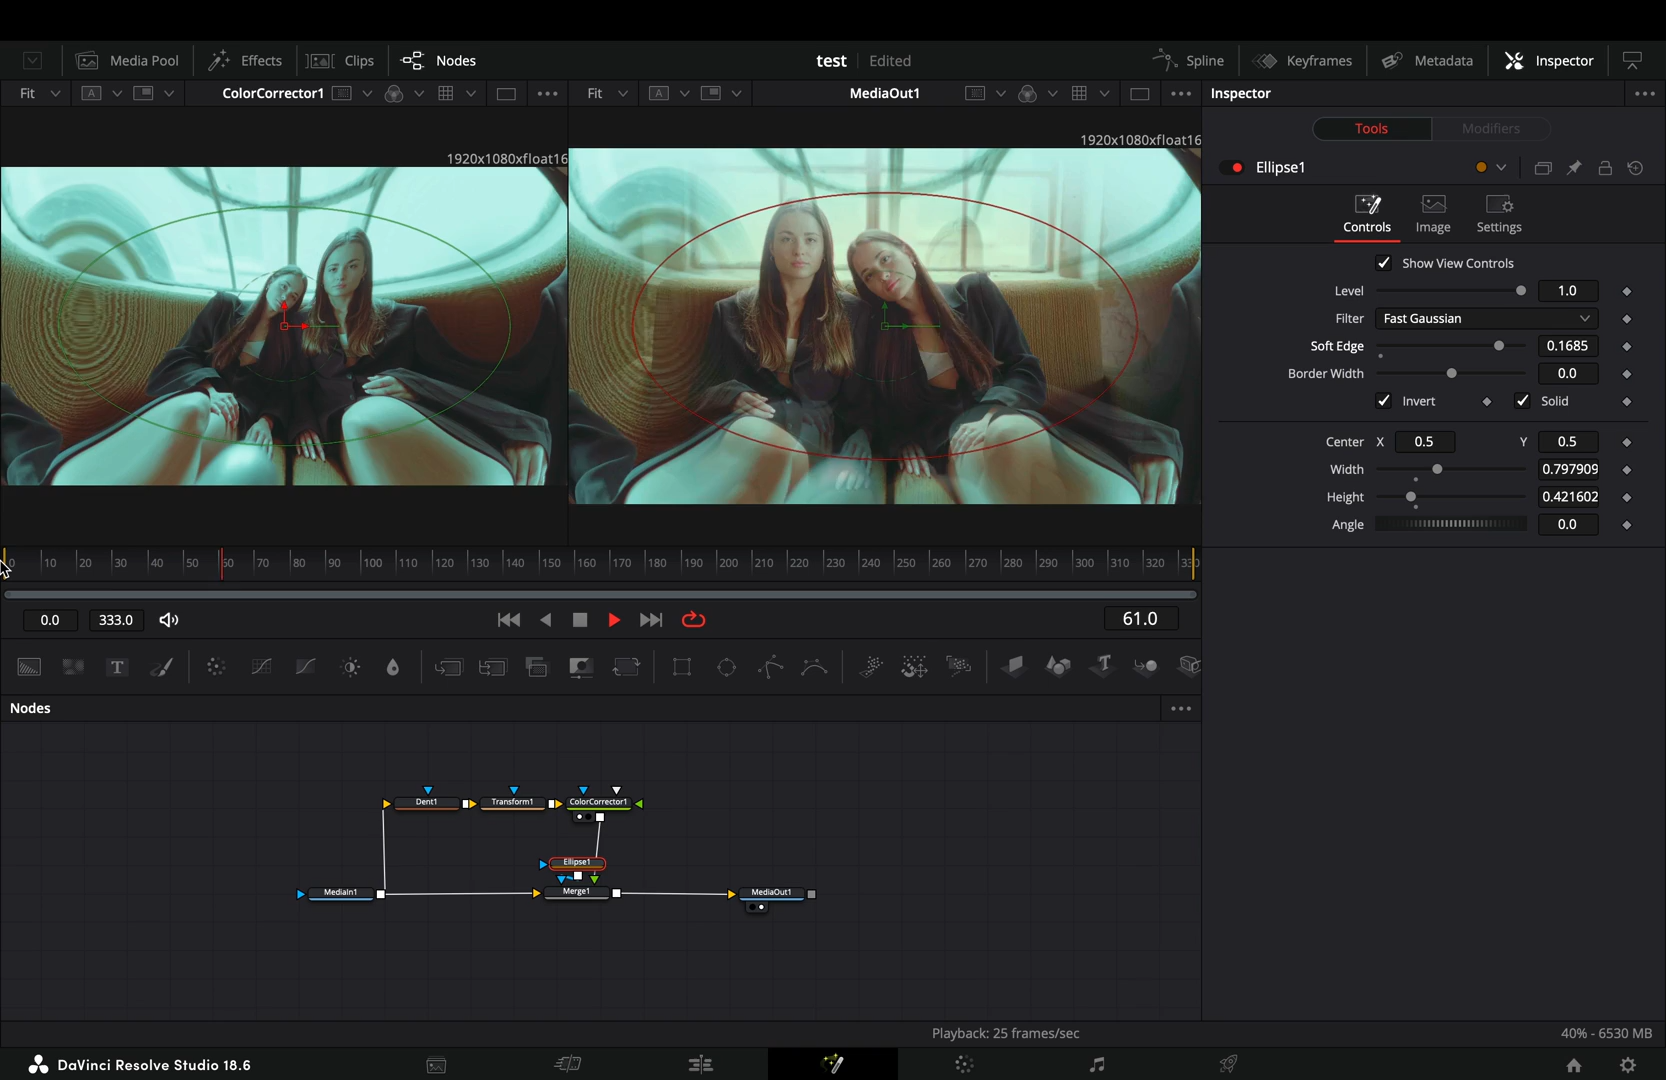 Media Pool
Effects
Clips
Nodes
test
Edited
Spline
Keyframes
Metadata
Inspector
Fit
A
ColorCorrector1
Fit
A
MediaOut1
Inspector
1920x1080xfloat16
1920x1080xfloat16
Tools
Modifiers
Ellipse1
Controls
Image
Settings
Show View Controls
Level 1.0
Filter Fast Gaussian
Soft Edge 0.1685
Border Width 0.0
Invert Solid
Center X 0.5 Y 0.5
Width 0.797909
Height 0.421602
Angle 0.0
0 10 20 30 40 50 60 70 80 90 100 110 120 130 140 150 160 170 180 190 200 210 220 230 240 250 260 270 280 290 300 310 320 330
0.0
333.0
61.0
T
T
Nodes
Dent1
Transform1
ColorCorrector1
Ellipse1
MediaIn1
Merge1
MediaOut1
Playback: 25 frames/sec
40% - 6530 MB
DaVinci Resolve Studio 18.6